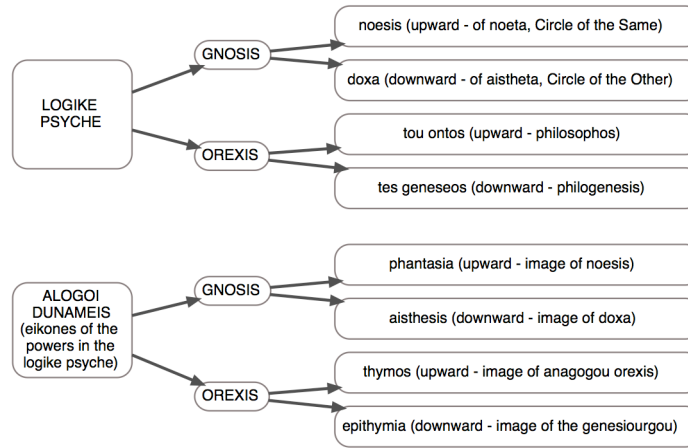 LOGIKE
PSYCHE
GNOSIS
noesis (upward - of noeta, Circle of the Same)
doxa (downward - of aistheta, Circle of the Other)
OREXIS
tou ontos (upward - philosophos)
tes geneseos (downward - philogenesis)
ALOGOI
DUNAMEIS
(eikones of the
powers in the
logike psyche)
GNOSIS
phantasia (upward - image of noesis)
aisthesis (downward - image of doxa)
OREXIS
thymos (upward - image of anagogou orexis)
epithymia (downward - image of the genesiourgou)